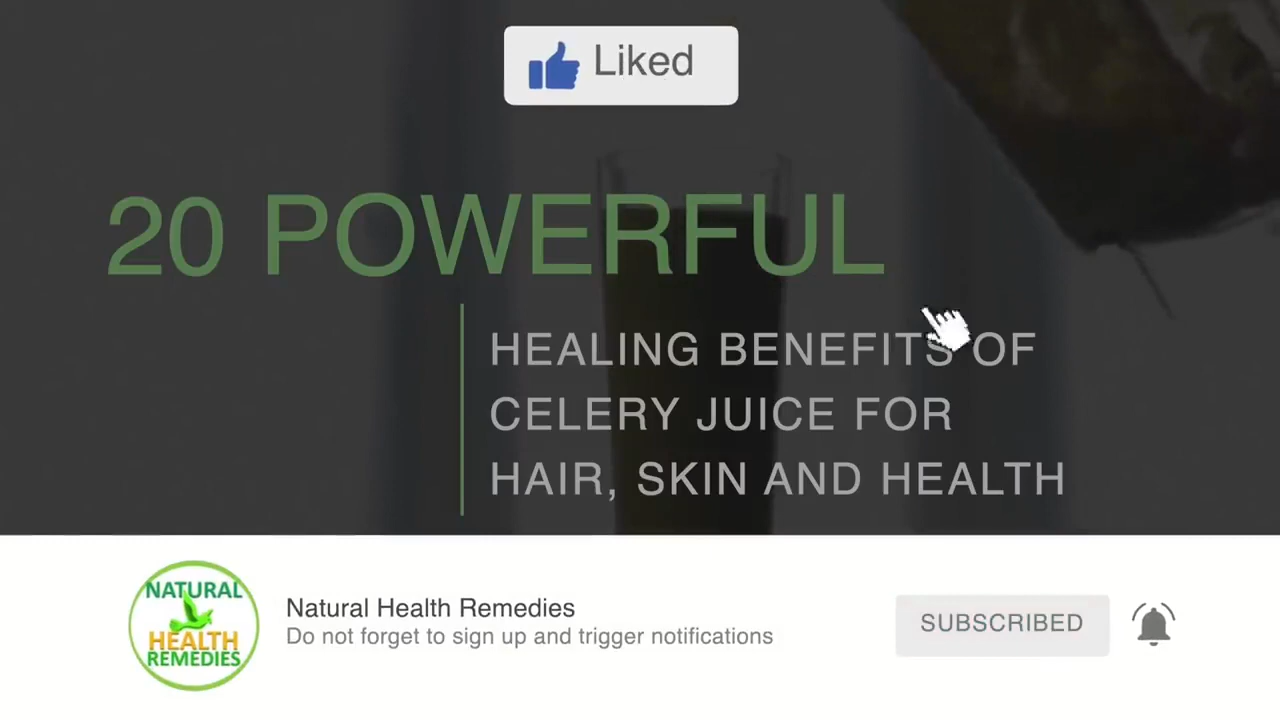 Liked
20 POWERFUL
HEALING BENEFITS OF
CELERY JUICE FOR
HAIR, SKIN AND HEALTH
NATURAL
HEALTH
REMEDIES
Natural Health Remedies
Do not forget to sign up and trigger notifications
SUBSCRIBED